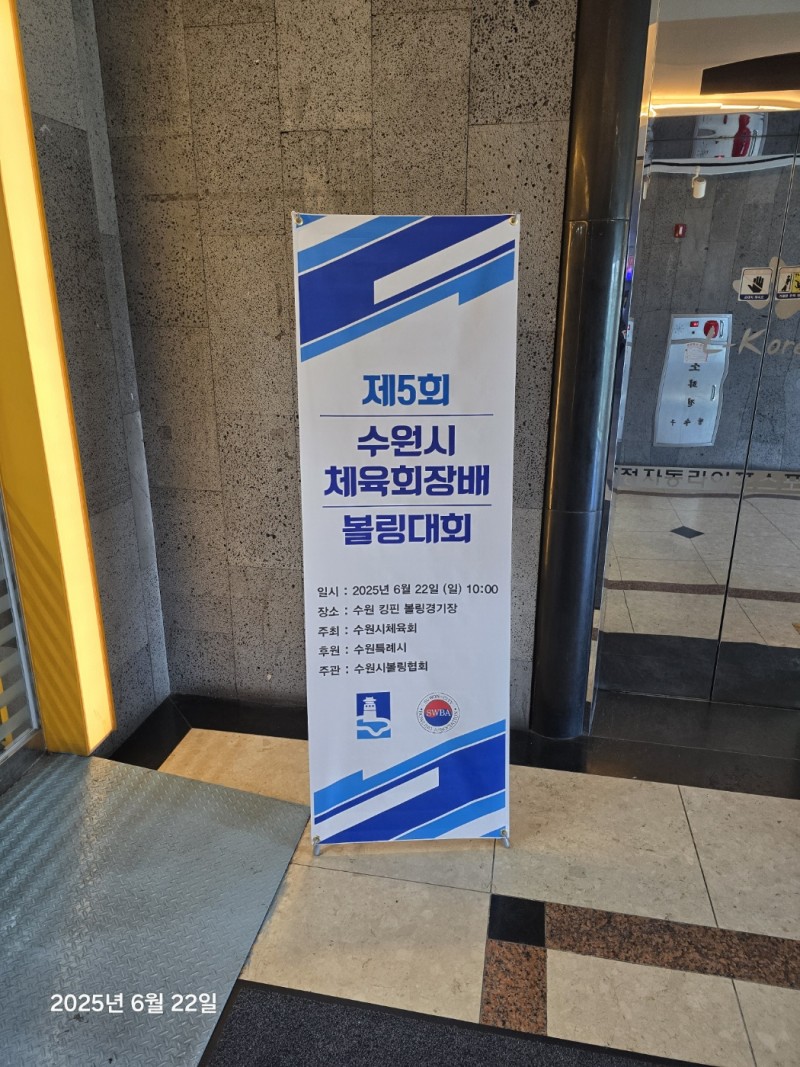 제5회
수원시
체육회장배
볼링대회
일시 : 2025년 6월 22일 (일) 10:00
장소 : 수원 킹핀 볼링경기장
주최 : 수원시체육회
후원 : 수원특례시
주관 : 수원시볼링협회
SWBA
소화전
Kor
2025년 6월 22일